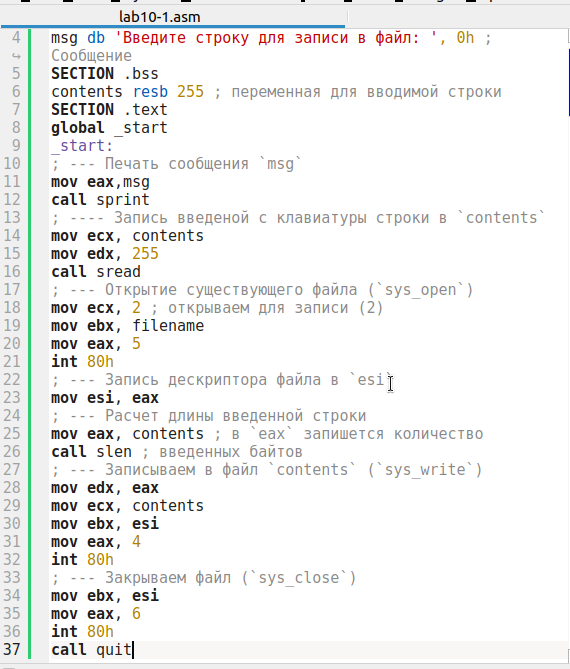 lab10-1.asm
4 msg db 'Введите строку для записи в файл: ', 0h ;
↪ Сообщение
5 SECTION .bss
6 contents resb 255 ; переменная для вводимой строки
7 SECTION .text
8 global _start
9 _start:
10 ; --- Печать сообщения `msg`
11 mov eax,msg
12 call sprint
13 ; ---- Запись введеной с клавиатуры строки в `contents`
14 mov ecx, contents
15 mov edx, 255
16 call sread
17 ; --- Открытие существующего файла (`sys_open`)
18 mov ecx, 2 ; открываем для записи (2)
19 mov ebx, filename
20 mov eax, 5
21 int 80h
22 ; --- Запись дескриптора файла в `esi`
23 mov esi, eax
24 ; --- Расчет длины введенной строки
25 mov eax, contents ; в `eax` запишется количество
26 call slen ; введенных байтов
27 ; --- Записываем в файл `contents` (`sys_write`)
28 mov edx, eax
29 mov ecx, contents
30 mov ebx, esi
31 mov eax, 4
32 int 80h
33 ; --- Закрываем файл (`sys_close`)
34 mov ebx, esi
35 mov eax, 6
36 int 80h
37 call quit